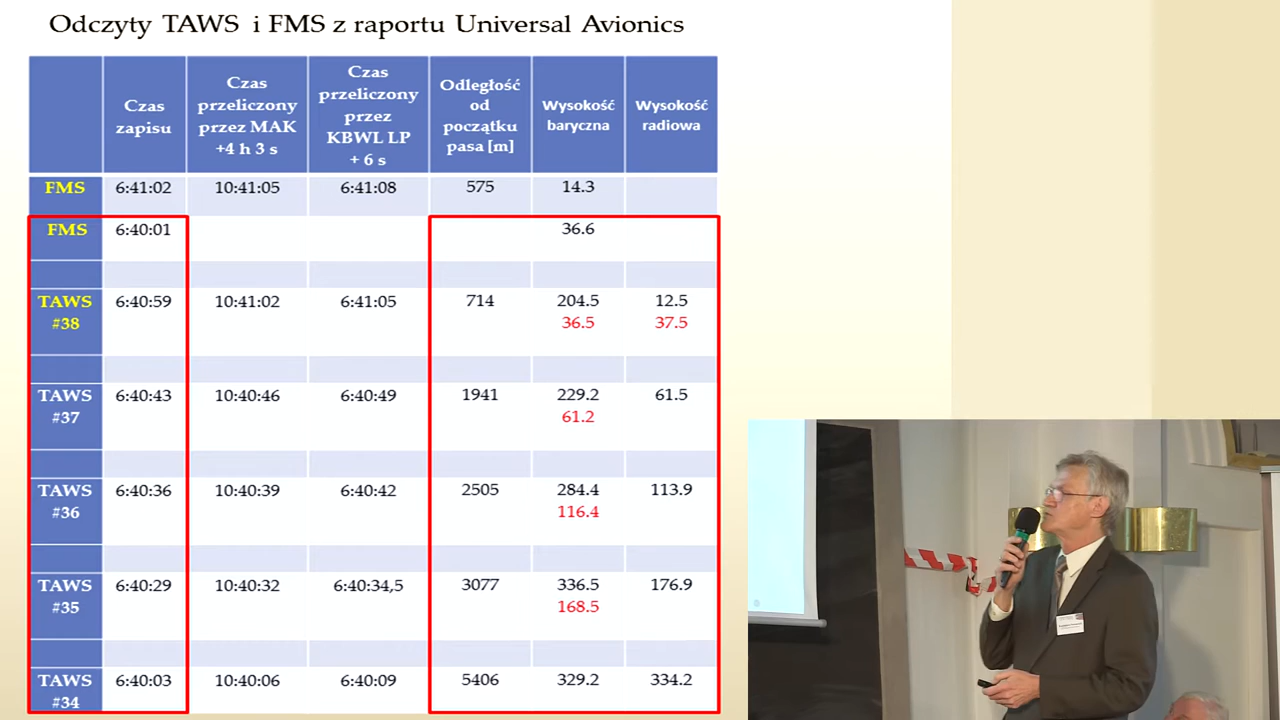 Odczyty TAWS i FMS z raportu Universal Avionics
Czas zapisu
Czas przeliczony przez MAK +4 h 3 s
Czas przeliczony przez KBWL LP + 6 s
Odległość od początku pasa [m]
Wysokość baryczna
Wysokość radiowa
FMS 6:41:02 10:41:05 6:41:08 575 14.3
FMS 6:40:01 36.6
TAWS 6:40:59 10:41:02 6:41:05 714 204.5 12.5
#38 36.5 37.5
TAWS 6:40:43 10:40:46 6:40:49 1941 229.2 61.5
#37 61.2
TAWS 6:40:36 10:40:39 6:40:42 2505 284.4 113.9
#36 116.4
TAWS 6:40:29 10:40:32 6:40:34,5 3077 336.5 176.9
#35 168.5
TAWS 6:40:03 10:40:06 6:40:09 5406 329.2 334.2
#34